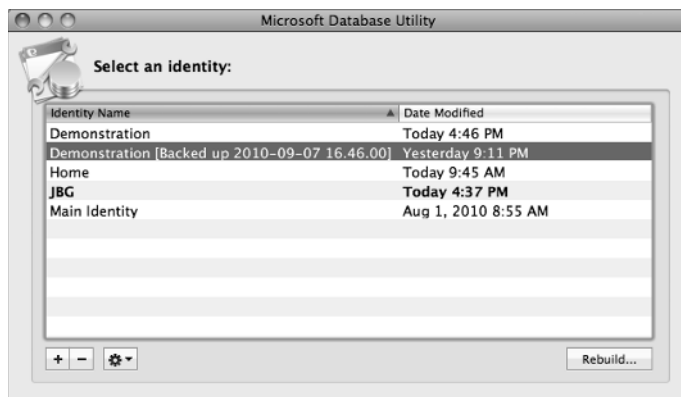 Microsoft Database Utility
Select an identity:
Identity Name Date Modified
Demonstration Today 4:46 PM
Demonstration [Backed up 2010-09-07 16.46.00] Yesterday 9:11 PM
Home Today 9:45 AM
JBG Today 4:37 PM
Main Identity Aug 1, 2010 8:55 AM
Rebuild...